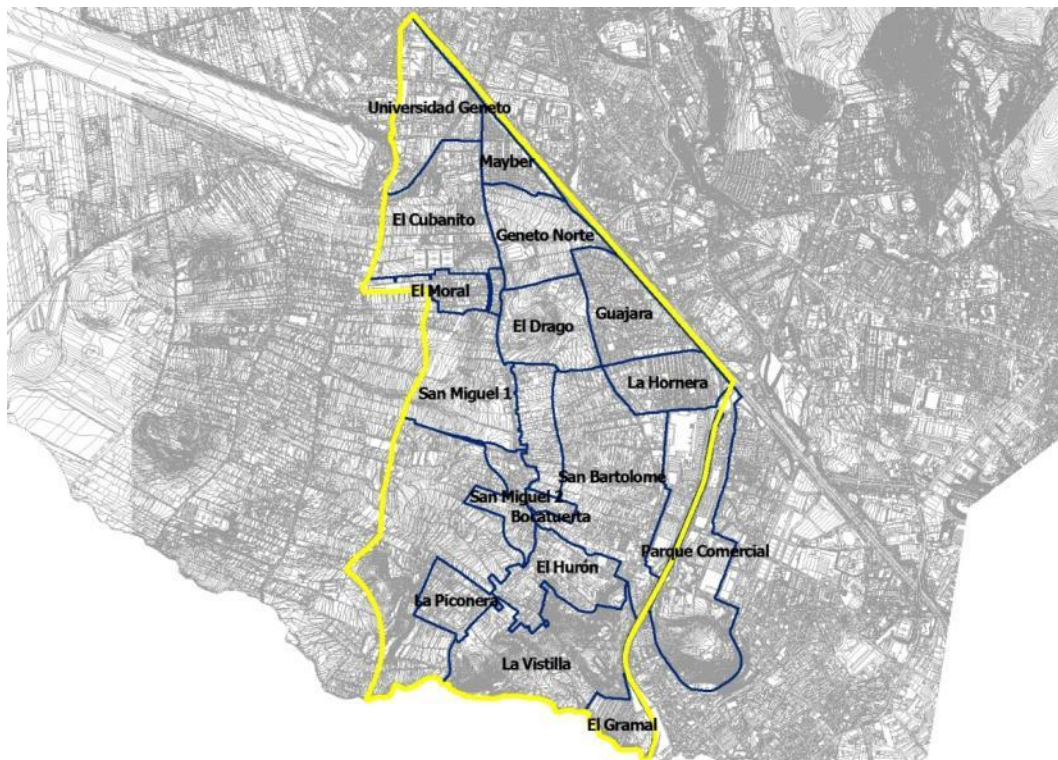 Universidad Geneto
Mayber
El Cubanito
Geneto Norte
El Moral
Guajara
El Drago
La Hornera
San Miguel 1
San Bartolome
San Miguel 2
Bocatuerta
Parque Comercial
El Hurón
La Piconera
La Vistilla
El Gramal